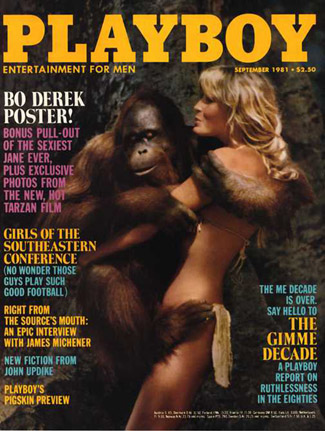 PLAYBOY
ENTERTAINMENT FOR MEN
SEPTEMBER 1981 • $2.50
BO DEREK
POSTER!
BONUS PULL-OUT
OF THE SEXIEST
JANE EVER,
PLUS EXCLUSIVE
PHOTOS FROM
THE NEW, HOT
TARZAN FILM
GIRLS OF THE
SOUTHEASTERN
CONFERENCE
(NO WONDER THOSE
GUYS PLAY SUCH
GOOD FOOTBALL)
RIGHT FROM
THE SOURCE'S MOUTH:
AN EPIC INTERVIEW
WITH JAMES MICHENER
NEW FICTION FROM
JOHN UPDIKE
PLAYBOY'S
PIGSKIN PREVIEW
THE ME DECADE
IS OVER.
SAY HELLO TO
THE
GIMME
DECADE
A PLAYBOY
REPORT ON
RUTHLESSNESS
IN THE EIGHTIES